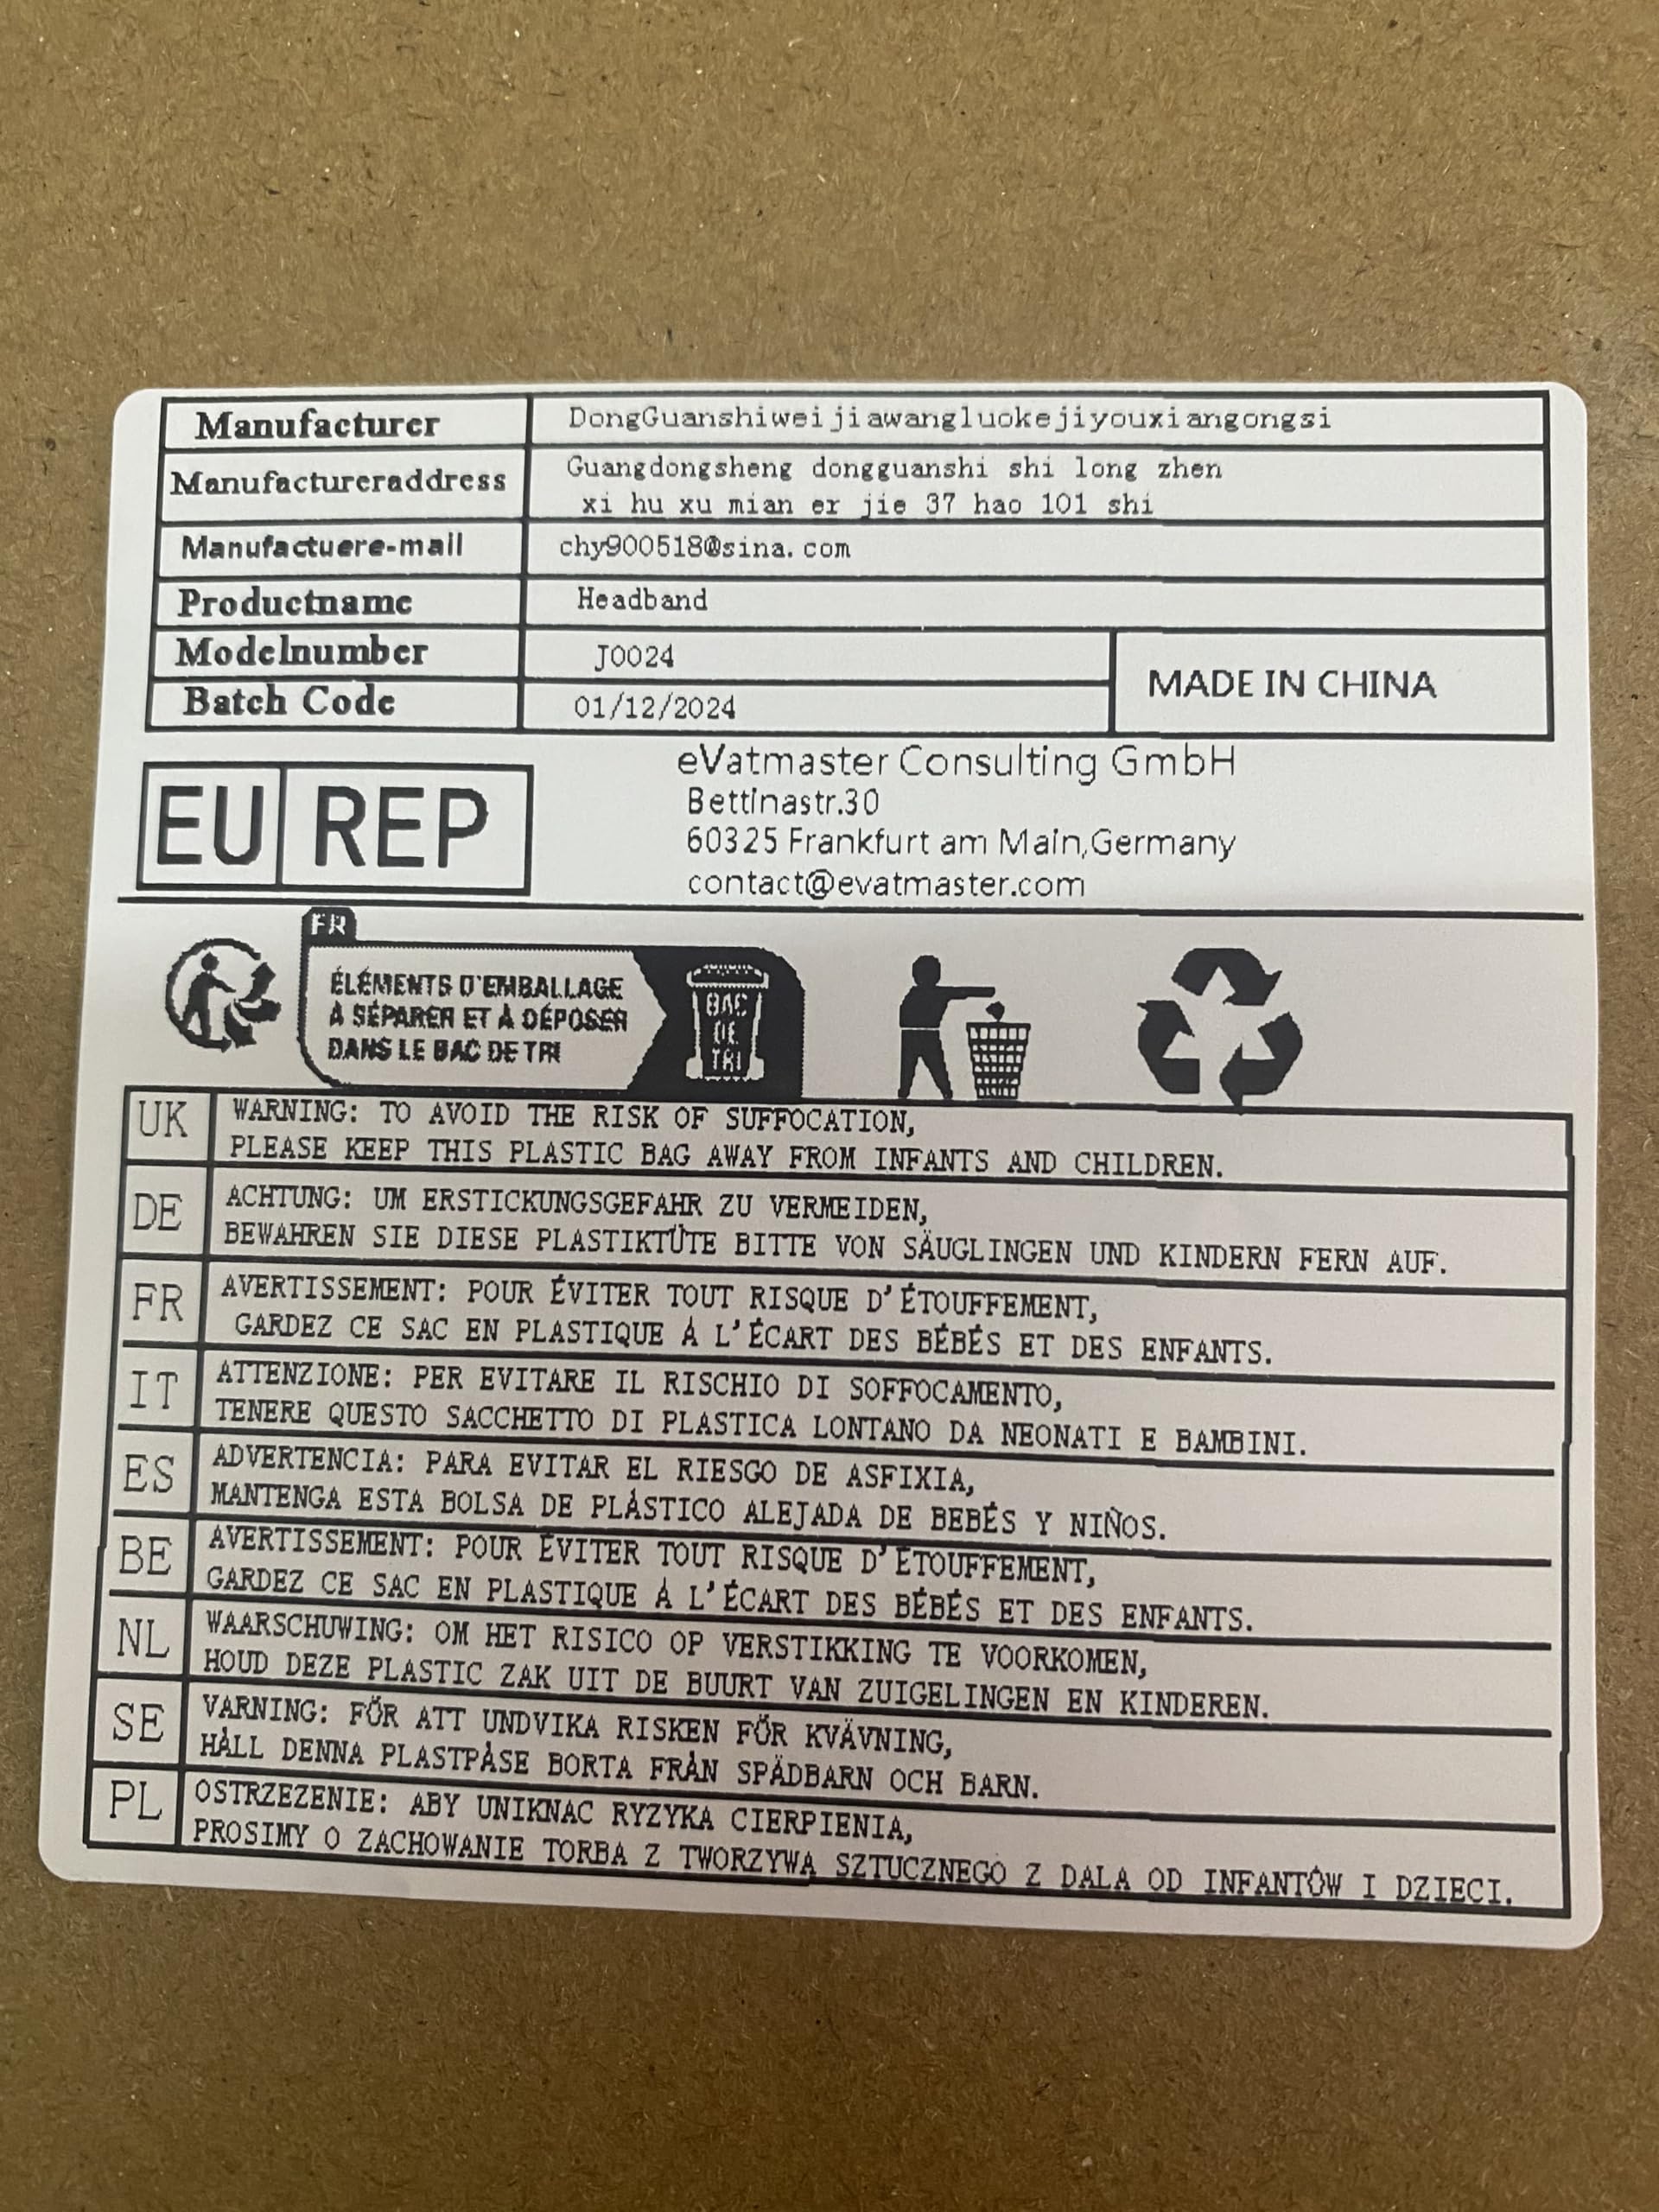 Manufacturer DongGuanshiweijiawangluokejiyouxiangongsi
Manufactureraddress Guangdongsheng dongguanshi shi long zhen
xi hu xu mian er jie 37 hao 101 shi
Manufactuere-mail chy900518@sina.com
Productname Headband
Modelnumber J0024
Batch Code 01/12/2024
MADE IN CHINA
EU REP
eVatmaster Consulting GmbH
Bettinastr.30
60325 Frankfurt am Main,Germany
contact@evatmaster.com
FR
ÉLÉMENTS D'EMBALLAGE
À SÉPARER ET À DÉPOSER
DANS LE BAC DE TRI
BAC
DE
TRI
UK WARNING: TO AVOID THE RISK OF SUFFOCATION,
PLEASE KEEP THIS PLASTIC BAG AWAY FROM INFANTS AND CHILDREN.
DE ACHTUNG: UM ERSTICKUNGSGEFAHR ZU VERMEIDEN,
BEWAHREN SIE DIESE PLASTIKTÜTE BITTE VON SÄUGLINGEN UND KINDERN FERN AUF.
FR AVERTISSEMENT: POUR ÉVITER TOUT RISQUE D'ÉTOUFFEMENT,
GARDEZ CE SAC EN PLASTIQUE À L'ÉCART DES BÉBÉS ET DES ENFANTS.
IT ATTENZIONE: PER EVITARE IL RISCHIO DI SOFFOCAMENTO,
TENERE QUESTO SACCHETTO DI PLASTICA LONTANO DA NEONATI E BAMBINI.
ES ADVERTENCIA: PARA EVITAR EL RIESGO DE ASFIXIA,
MANTENGA ESTA BOLSA DE PLÁSTICO ALEJADA DE BEBÉS Y NIÑOS.
BE AVERTISSEMENT: POUR ÉVITER TOUT RISQUE D'ÉTOUFFEMENT,
GARDEZ CE SAC EN PLASTIQUE À L'ÉCART DES BÉBÉS ET DES ENFANTS.
NL WAARSCHUWING: OM HET RISICO OP VERSTIKKING TE VOORKOMEN,
HOUD DEZE PLASTIC ZAK UIT DE BUURT VAN ZUIGELINGEN EN KINDEREN.
SE VARNING: FÖR ATT UNDVIKA RISKEN FÖR KVÄVNING,
HÅLL DENNA PLASTPÅSE BORTA FRÅN SPÄDBARN OCH BARN.
PL OSTRZEZENIE: ABY UNIKNAC RYZYKA CIERPIENIA,
PROSIMY O ZACHOWANIE TORBA Z TWORZYWA SZTUCZNEGO Z DALA OD INFANTÓW I DZIECI.